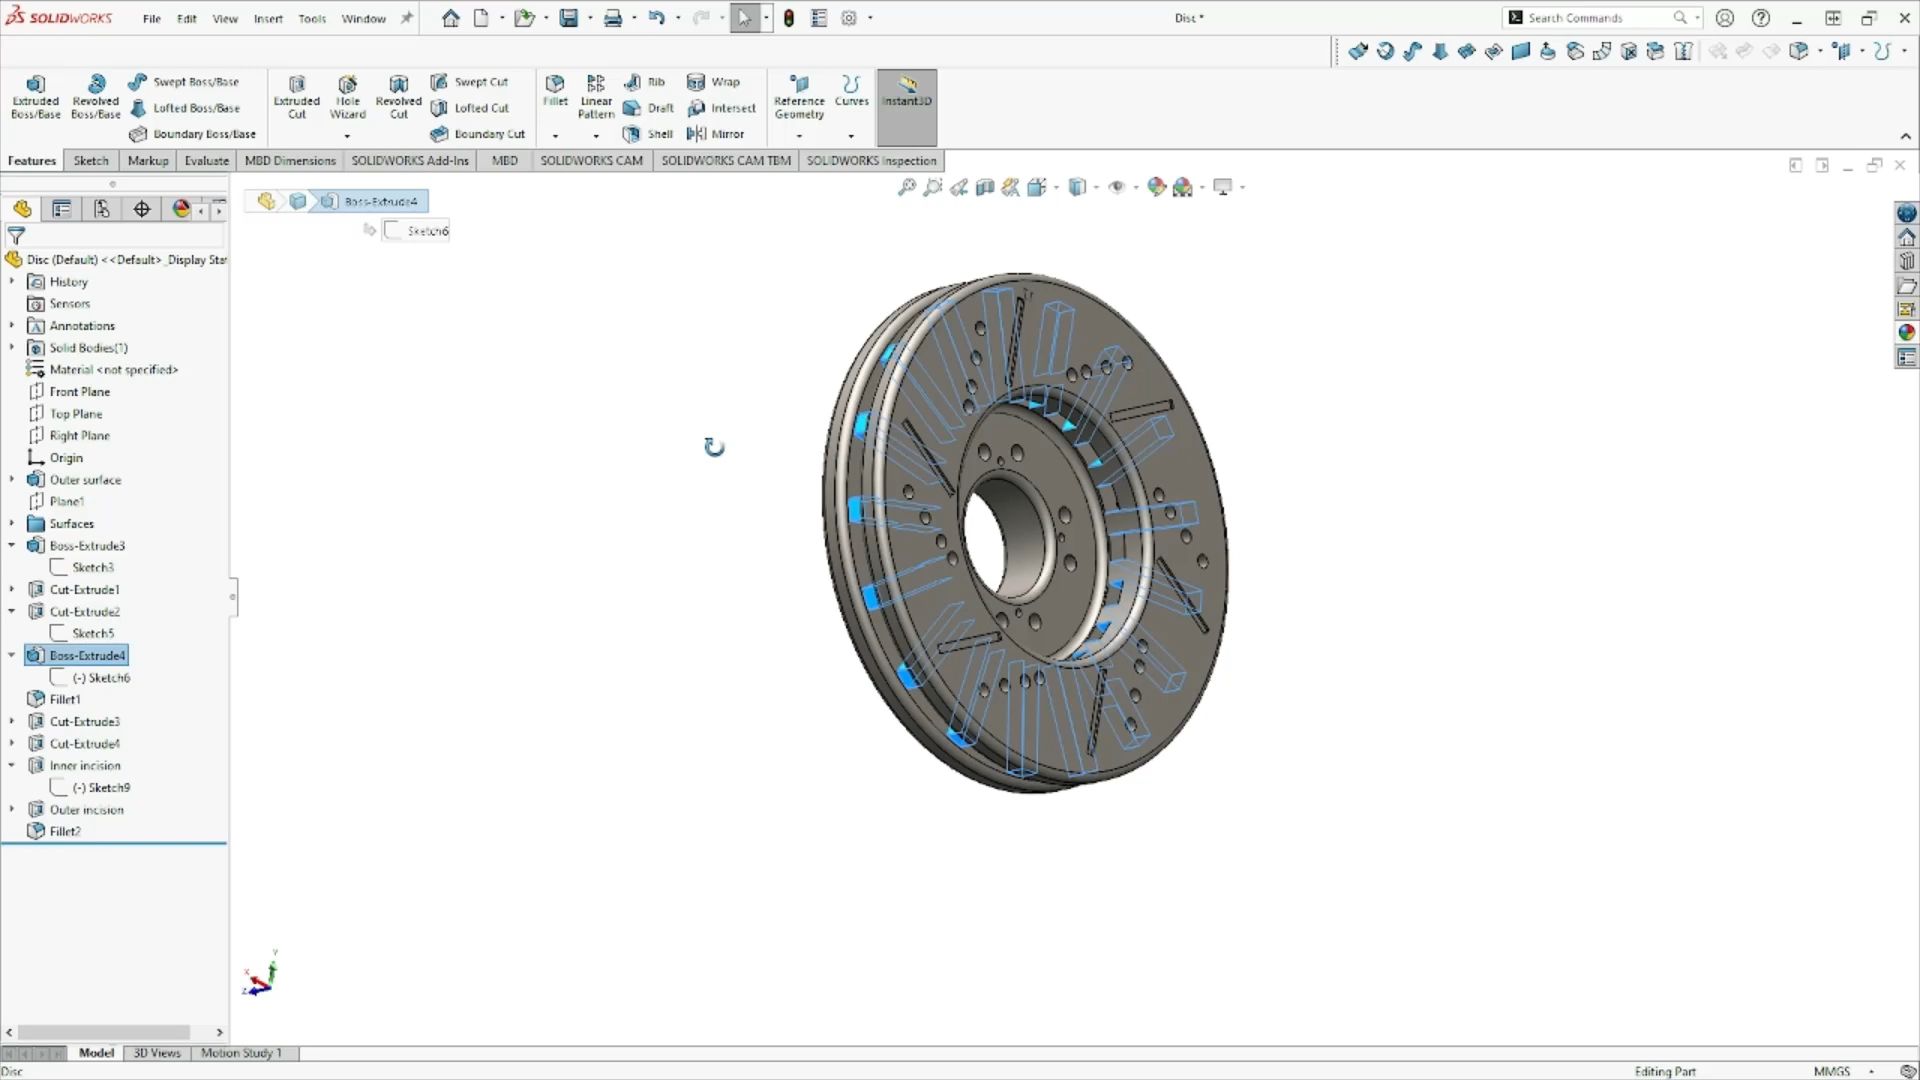 SOLIDWORKS File Edit View Insert Tools Window Disc * Search Commands
Extruded Boss/Base
Revolved Boss/Base
Swept Boss/Base
Lofted Boss/Base
Boundary Boss/Base
Extruded Cut
Hole Wizard
Revolved Cut
Swept Cut
Lofted Cut
Boundary Cut
Fillet
Linear Pattern
Rib
Draft
Shell
Wrap
Intersect
Mirror
Reference Geometry
Curves
Instant3D
Features Sketch Markup Evaluate MBD Dimensions SOLIDWORKS Add-Ins MBD SOLIDWORKS CAM SOLIDWORKS CAM TBM SOLIDWORKS Inspection
Boss-Extrude4
Sketch6
Disc (Default) <<Default>_Display Sta
History
Sensors
Annotations
Solid Bodies(1)
Material <not specified>
Front Plane
Top Plane
Right Plane
Origin
Outer surface
Plane1
Surfaces
Boss-Extrude3
Sketch3
Cut-Extrude1
Cut-Extrude2
Sketch5
Boss-Extrude4
(-) Sketch6
Fillet1
Cut-Extrude3
Cut-Extrude4
Inner incision
(-) Sketch9
Outer incision
Fillet2
Y
X
Z
Model 3D Views Motion Study 1
Disc Editing Part MMGS